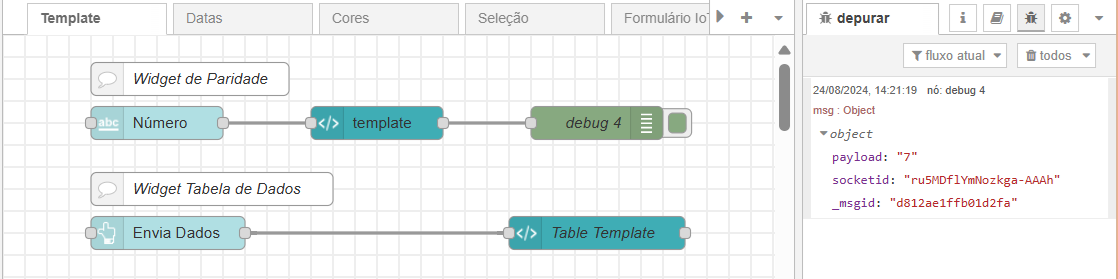 Template
Datas
Cores
Seleção
Formulário IoT
Widget de Paridade
abc Número
</> template
debug 4
Widget Tabela de Dados
Envia Dados
</> Table Template
depurar
i
fluxo atual
todos
24/08/2024, 14:21:19 nó: debug 4
msg : Object
object
payload: "7"
socketid: "ru5MDflYmNozkga-AAAh"
_msgid: "d812ae1ffb01d2fa"